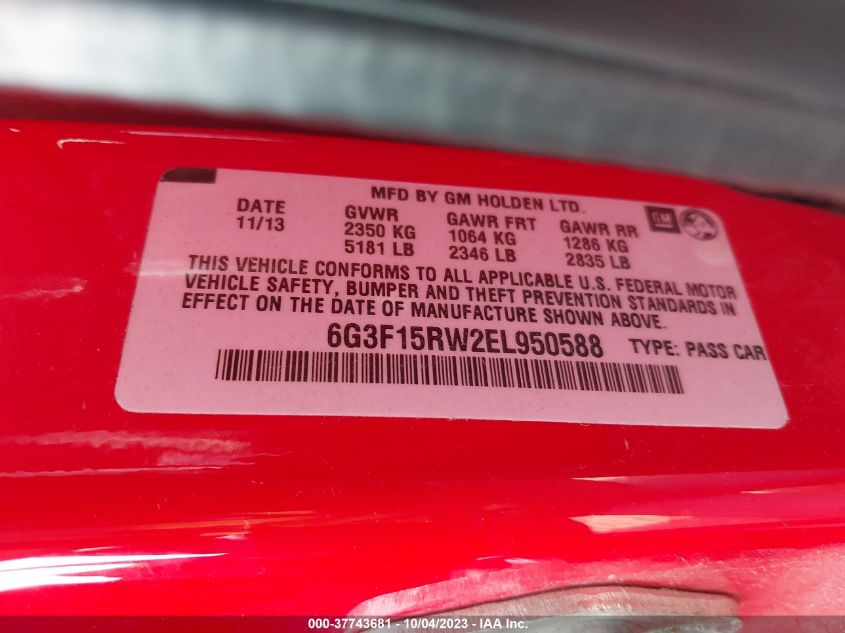 MFD BY GM HOLDEN LTD.
DATE GVWR GAWR FRT GAWR RR GM
11/13 2350 KG 1064 KG 1286 KG
5181 LB 2346 LB 2835 LB
THIS VEHICLE CONFORMS TO ALL APPLICABLE U.S. FEDERAL MOTOR
VEHICLE SAFETY, BUMPER AND THEFT PREVENTION STANDARDS IN
EFFECT ON THE DATE OF MANUFACTURE SHOWN ABOVE.
6G3F15RW2EL950588 TYPE: PASS CAR
000-37743681 - 10/04/2023 - IAA Inc.